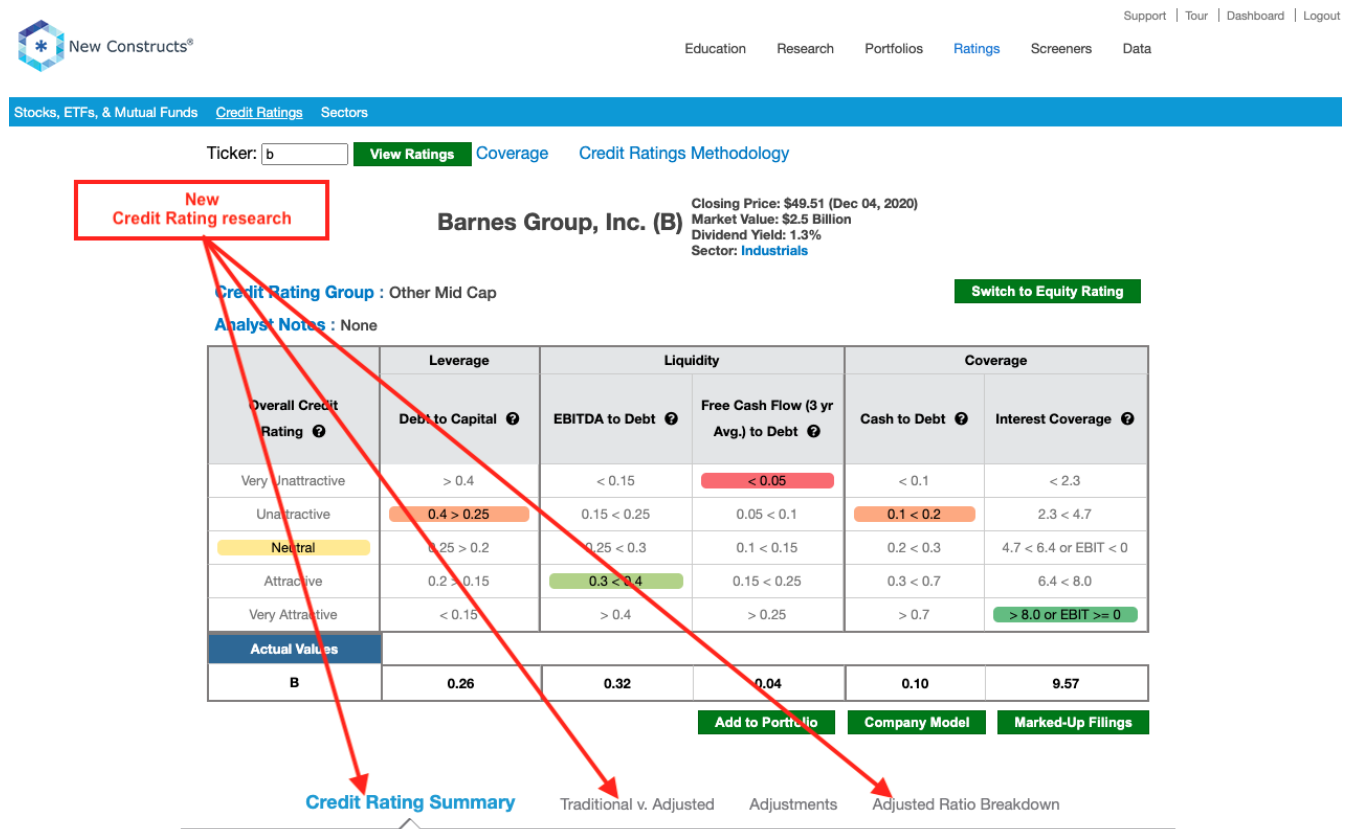 Support | Tour | Dashboard | Logout
New Constructs®
Education Research Portfolios Ratings Screeners Data
Stocks, ETFs, & Mutual Funds Credit Ratings Sectors
Ticker: b View Ratings Coverage Credit Ratings Methodology
New
Credit Rating research
Barnes Group, Inc. (B)
Closing Price: $49.51 (Dec 04, 2020)
Market Value: $2.5 Billion
Dividend Yield: 1.3%
Sector: Industrials
Credit Rating Group : Other Mid Cap
Switch to Equity Rating
Analyst Notes : None
Leverage Liquidity Coverage
Overall Credit
Rating ?
Debt to Capital ?
EBITDA to Debt ?
Free Cash Flow (3 yr
Avg.) to Debt ?
Cash to Debt ?
Interest Coverage ?
Very Unattractive > 0.4 < 0.15 < 0.05 < 0.1 < 2.3
Unattractive 0.4 > 0.25 0.15 < 0.25 0.05 < 0.1 0.1 < 0.2 2.3 < 4.7
Neutral 0.25 > 0.2 0.25 < 0.3 0.1 < 0.15 0.2 < 0.3 4.7 < 6.4 or EBIT < 0
Attractive 0.2 > 0.15 0.3 < 0.4 0.15 < 0.25 0.3 < 0.7 6.4 < 8.0
Very Attractive < 0.15 > 0.4 > 0.25 > 0.7 > 8.0 or EBIT >= 0
Actual Values
B 0.26 0.32 0.04 0.10 9.57
Add to Portfolio Company Model Marked-Up Filings
Credit Rating Summary Traditional v. Adjusted Adjustments Adjusted Ratio Breakdown